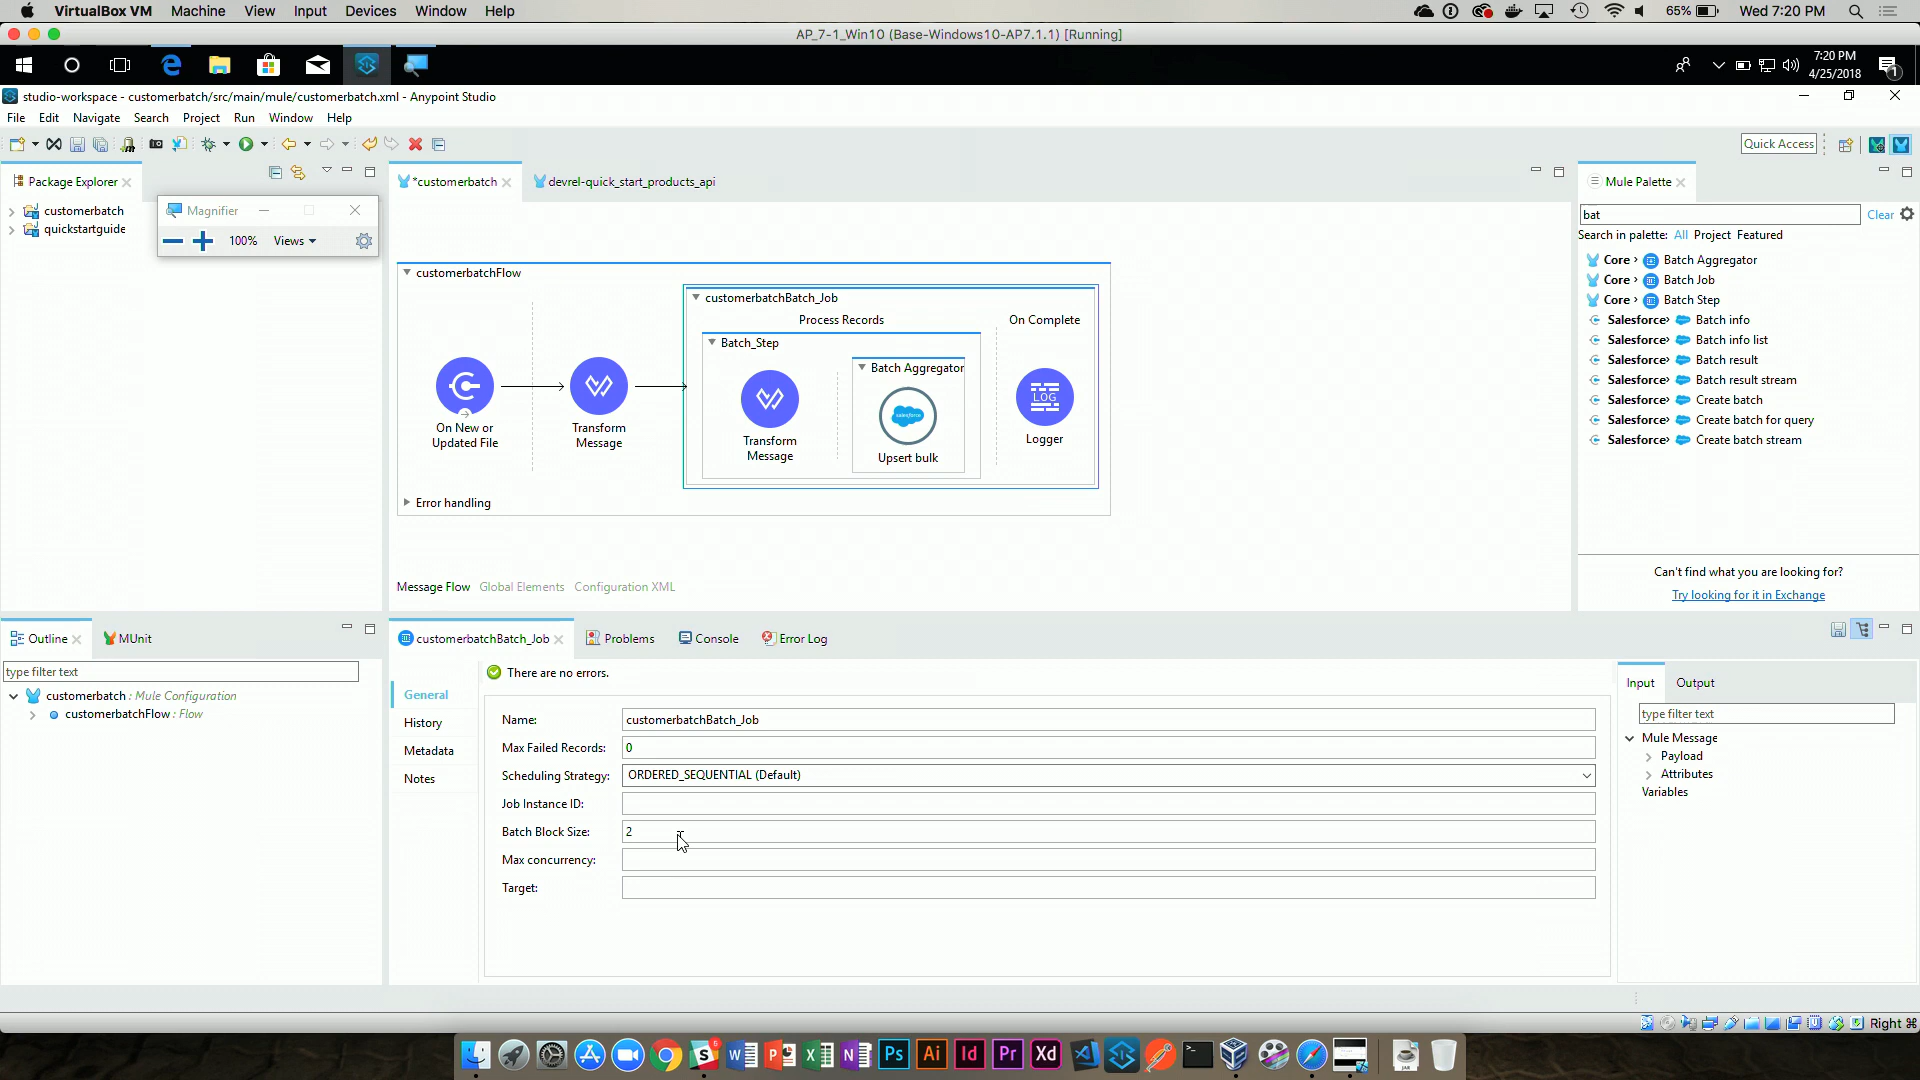 VirtualBox VM Machine View Input Devices Window Help 65% Wed 7:20 PM
AP_7-1_Win10 (Base-Windows10-AP7.1.1) [Running]
7:20 PM
4/25/2018
1
studio-workspace - customerbatch/src/main/mule/customerbatch.xml - Anypoint Studio
File Edit Navigate Search Project Run Window Help
Quick Access
Package Explorer
customerbatch
quickstartguide
Magnifier
100% Views
*customerbatch devrel-quick_start_products_api
customerbatchFlow
customerbatchBatch_Job
Process Records
On Complete
Batch_Step
Batch Aggregator
salesforce
LOG
On New or
Updated File
Transform
Message
Transform
Message
Upsert bulk
Logger
Error handling
Message Flow Global Elements Configuration XML
Mule Palette
bat
Clear
Search in palette: All Project Featured
Core › Batch Aggregator
Core › Batch Job
Core › Batch Step
Salesforce› Batch info
Salesforce› Batch info list
Salesforce› Batch result
Salesforce› Batch result stream
Salesforce› Create batch
Salesforce› Create batch for query
Salesforce› Create batch stream
Can't find what you are looking for?
Try looking for it in Exchange
Outline MUnit
type filter text
customerbatch : Mule Configuration
customerbatchFlow : Flow
customerbatchBatch_Job Problems Console Error Log
There are no errors.
General
History
Metadata
Notes
Name: customerbatchBatch_Job
Max Failed Records: 0
Scheduling Strategy: ORDERED_SEQUENTIAL (Default)
Job Instance ID:
Batch Block Size: 2
Max concurrency:
Target:
Input Output
type filter text
Mule Message
Payload
Attributes
Variables
Right ⌘
6
Ps Ai Id Pr Xd
JAR